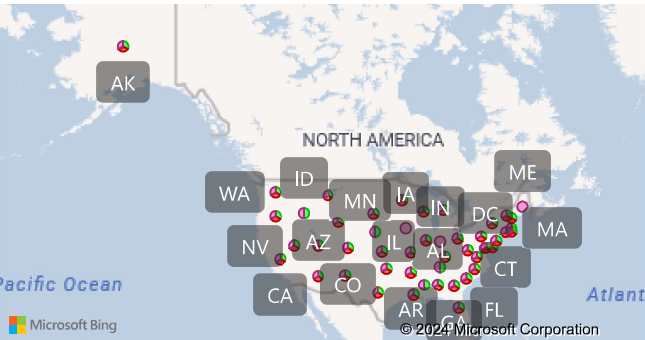 AK
NORTH AMERICA
ME
WA
ID
MN
IA
IN
DC
MA
NV
AZ
IL
AL
CT
CA
CO
AR
GA
FL
Pacific Ocean
Atlant
Microsoft Bing
© 2024 Microsoft Corporation